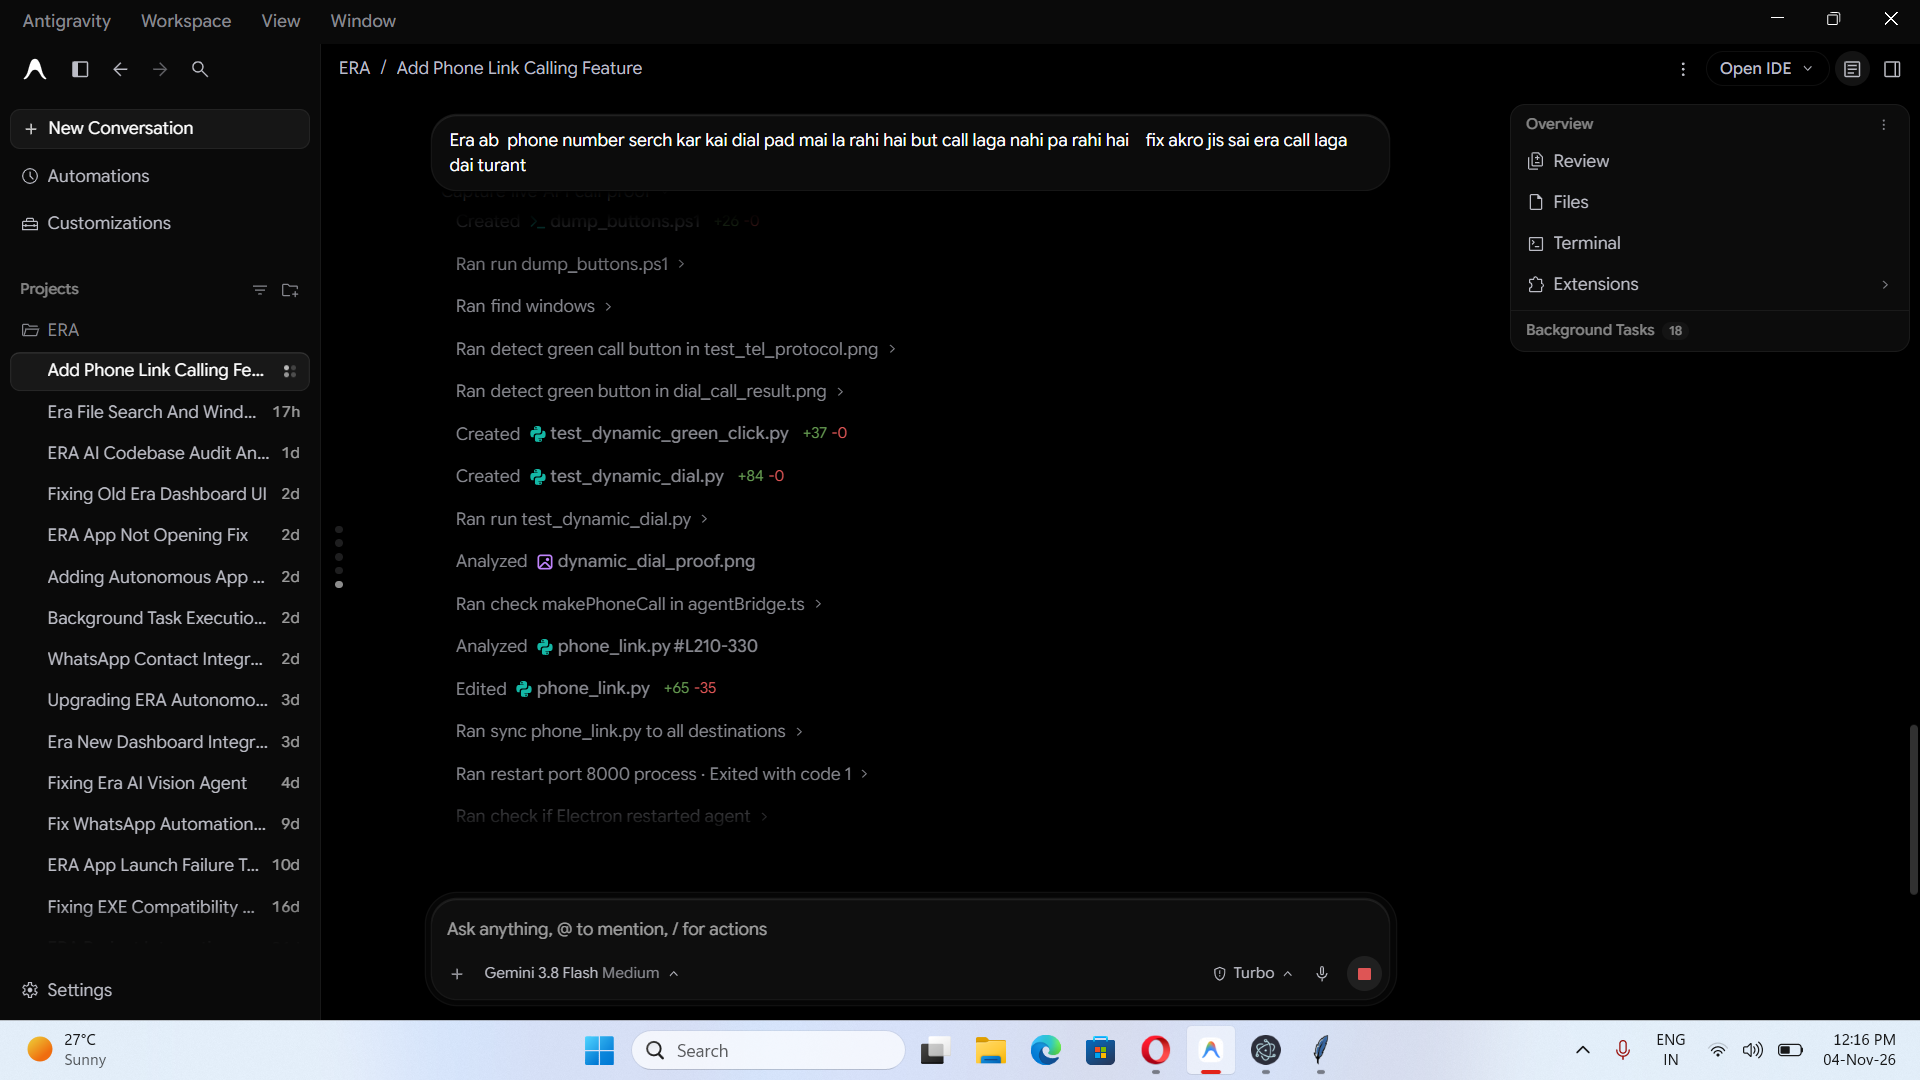 Antigravity Workspace View Window
ERA / Add Phone Link Calling Feature
Open IDE
New Conversation
Automations
Customizations
Projects
ERA
Add Phone Link Calling Fe...
Era File Search And Wind... 17h
ERA AI Codebase Audit An... 1d
Fixing Old Era Dashboard UI 2d
ERA App Not Opening Fix 2d
Adding Autonomous App ... 2d
Background Task Executio... 2d
WhatsApp Contact Integr... 2d
Upgrading ERA Autonomo... 3d
Era New Dashboard Integr... 3d
Fixing Era AI Vision Agent 4d
Fix WhatsApp Automation... 9d
ERA App Launch Failure T... 10d
Fixing EXE Compatibility ... 16d
Settings
Era ab phone number serch kar kai dial pad mai la rahi hai but call laga nahi pa rahi hai fix akro jis sai era call laga
dai turant
Created dump_buttons.ps1 +26 -0
Ran run dump_buttons.ps1
Ran find windows
Ran detect green call button in test_tel_protocol.png
Ran detect green button in dial_call_result.png
Created test_dynamic_green_click.py +37 -0
Created test_dynamic_dial.py +84 -0
Ran run test_dynamic_dial.py
Analyzed dynamic_dial_proof.png
Ran check makePhoneCall in agentBridge.ts
Analyzed phone_link.py #L210-330
Edited phone_link.py +65 -35
Ran sync phone_link.py to all destinations
Ran restart port 8000 process · Exited with code 1
Ran check if Electron restarted agent
Ask anything, @ to mention, / for actions
Gemini 3.8 Flash Medium
Turbo
Overview
Review
Files
Terminal
Extensions
Background Tasks 18
27°C
Sunny
Search
ENG
IN
12:16 PM
04-Nov-26